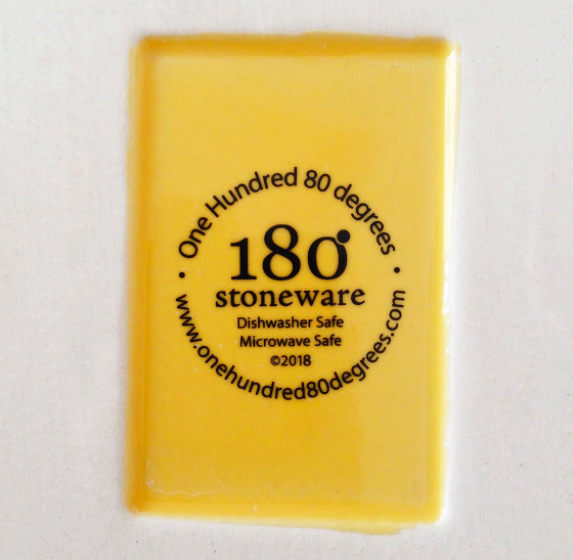 One Hundred 80 degrees
180°
stoneware
Dishwasher Safe
Microwave Safe
©2018
www.onehundred80degrees.com